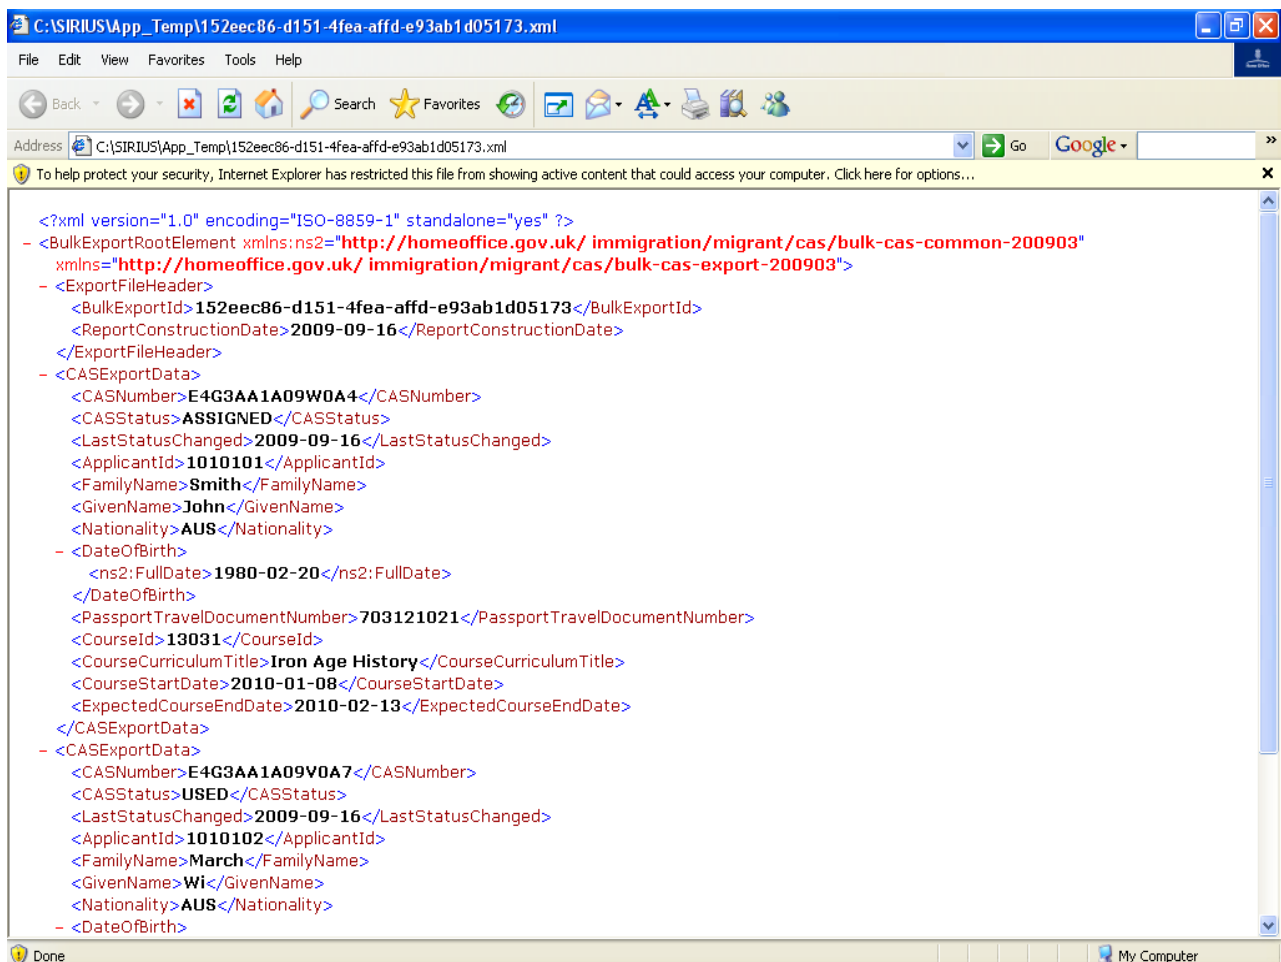 C:\SIRIUS\App_Temp\152eec86-d151-4fea-affd-e93ab1d05173.xml
File Edit View Favorites Tools Help
Home Office
Back Search Favorites
Address C:\SIRIUS\App_Temp\152eec86-d151-4fea-affd-e93ab1d05173.xml Go Google »
To help protect your security, Internet Explorer has restricted this file from showing active content that could access your computer. Click here for options...
<?xml version="1.0" encoding="ISO-8859-1" standalone="yes" ?>
- <BulkExportRootElement xmlns:ns2="http://homeoffice.gov.uk/ immigration/migrant/cas/bulk-cas-common-200903"
xmlns="http://homeoffice.gov.uk/ immigration/migrant/cas/bulk-cas-export-200903">
- <ExportFileHeader>
<BulkExportId>152eec86-d151-4fea-affd-e93ab1d05173</BulkExportId>
<ReportConstructionDate>2009-09-16</ReportConstructionDate>
</ExportFileHeader>
- <CASExportData>
<CASNumber>E4G3AA1A09W0A4</CASNumber>
<CASStatus>ASSIGNED</CASStatus>
<LastStatusChanged>2009-09-16</LastStatusChanged>
<ApplicantId>1010101</ApplicantId>
<FamilyName>Smith</FamilyName>
<GivenName>John</GivenName>
<Nationality>AUS</Nationality>
- <DateOfBirth>
<ns2:FullDate>1980-02-20</ns2:FullDate>
</DateOfBirth>
<PassportTravelDocumentNumber>703121021</PassportTravelDocumentNumber>
<CourseId>13031</CourseId>
<CourseCurriculumTitle>Iron Age History</CourseCurriculumTitle>
<CourseStartDate>2010-01-08</CourseStartDate>
<ExpectedCourseEndDate>2010-02-13</ExpectedCourseEndDate>
</CASExportData>
- <CASExportData>
<CASNumber>E4G3AA1A09V0A7</CASNumber>
<CASStatus>USED</CASStatus>
<LastStatusChanged>2009-09-16</LastStatusChanged>
<ApplicantId>1010102</ApplicantId>
<FamilyName>March</FamilyName>
<GivenName>Wi</GivenName>
<Nationality>AUS</Nationality>
- <DateOfBirth>
Done My Computer